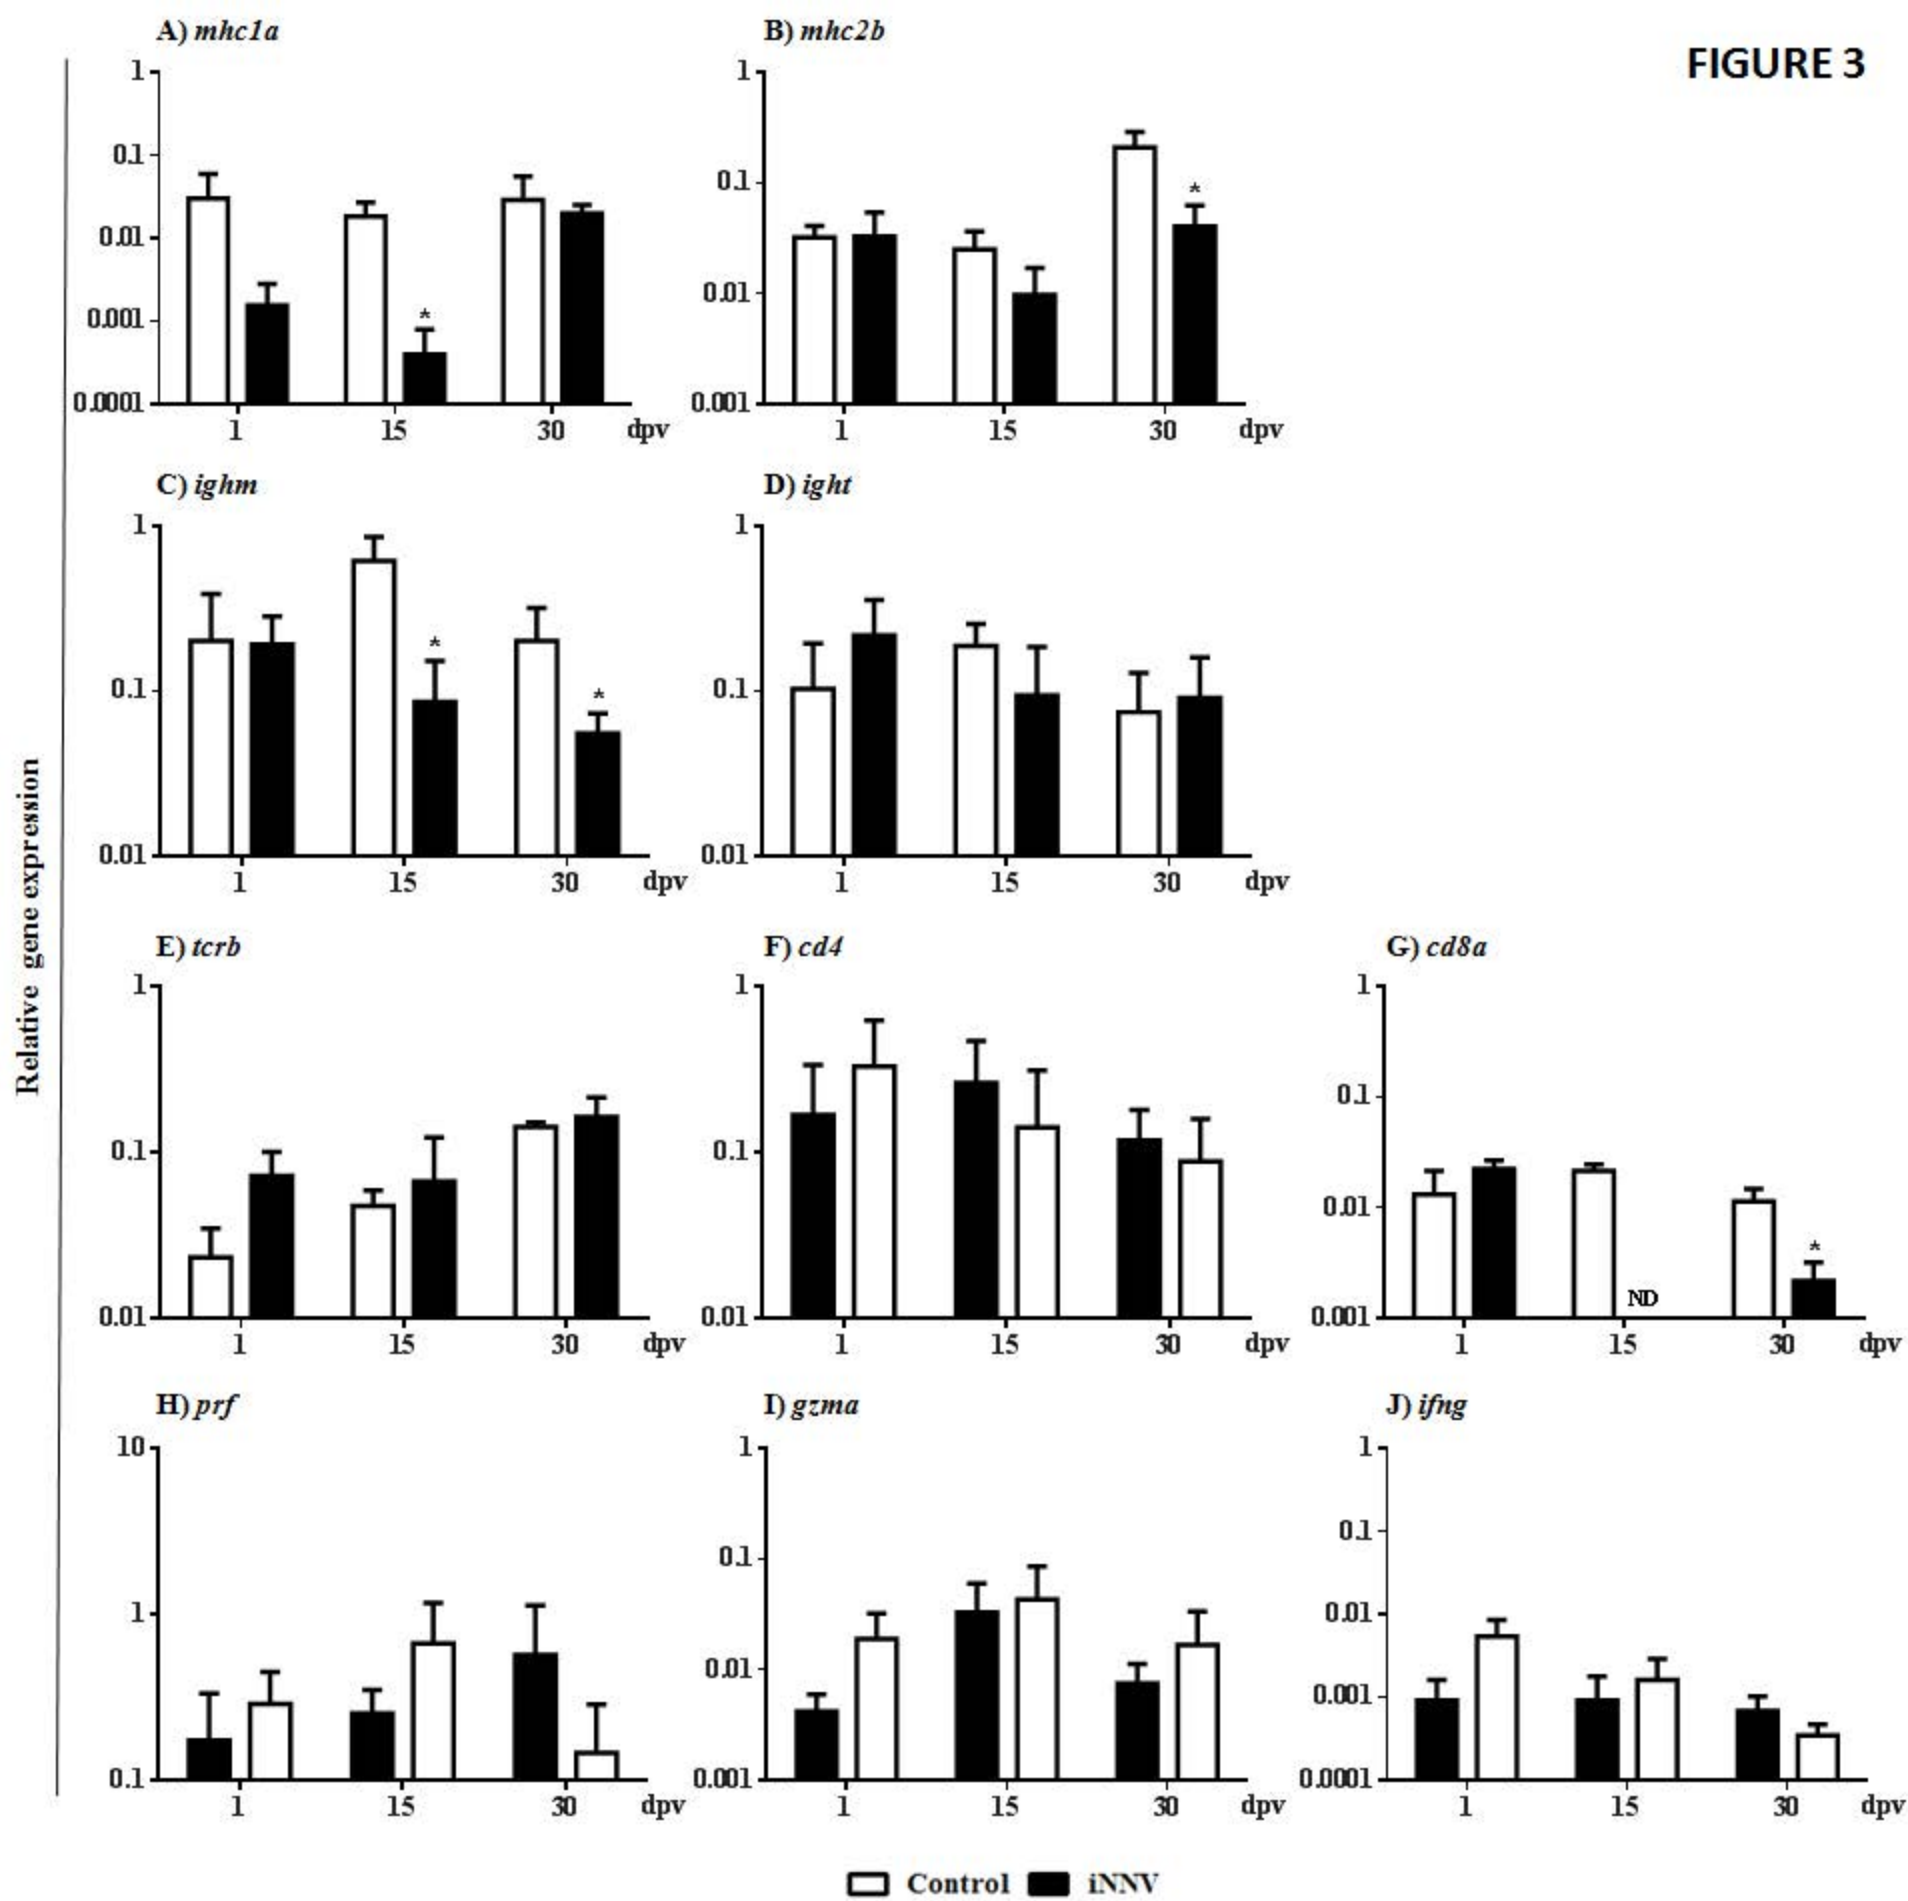 FIGURE 3
Relative gene expression
A) mhc1a
1
0.1
0.01
0.001
0.0001
*
1 15 30 dpv
B) mhc2b
1
0.1
0.01
0.001
*
1 15 30 dpv
C) ighm
1
0.1
0.01
*
*
1 15 30 dpv
D) ight
1
0.1
0.01
1 15 30 dpv
E) tcrb
1
0.1
0.01
1 15 30 dpv
F) cd4
1
0.1
0.01
1 15 30 dpv
G) cd8a
1
0.1
0.01
0.001
ND
*
1 15 30 dpv
H) prf
10
1
0.1
1 15 30 dpv
I) gzma
1
0.1
0.01
0.001
1 15 30 dpv
J) ifng
1
0.1
0.01
0.001
0.0001
1 15 30 dpv
Control iNNV